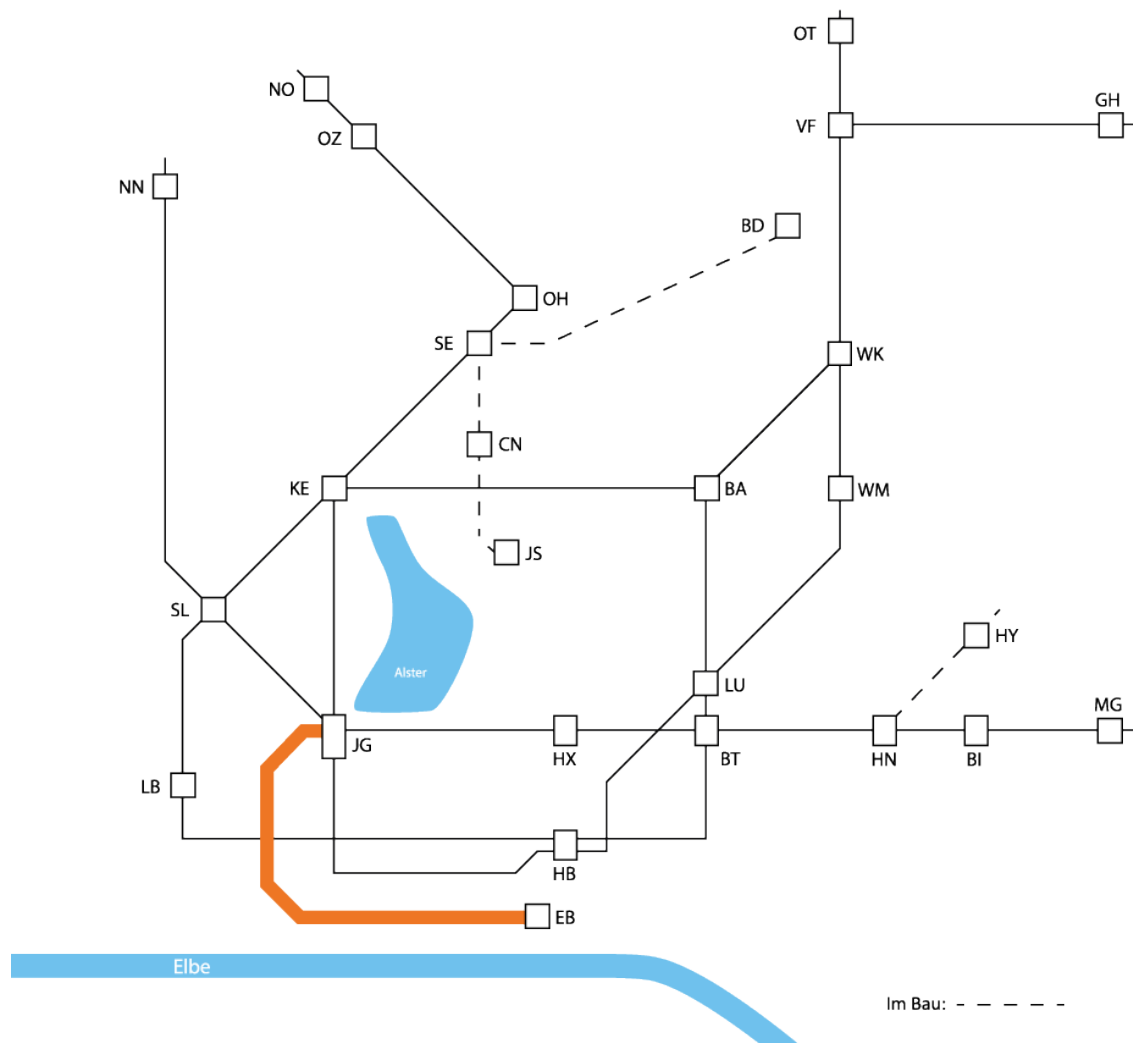 OT
NO
GH
VF
OZ
NN
BD
OH
SE
WK
CN
KE
BA
WM
JS
SL
HY
Alster
LU
MG
JG
HX
BT
HN
BI
LB
HB
EB
Elbe
Im Bau: